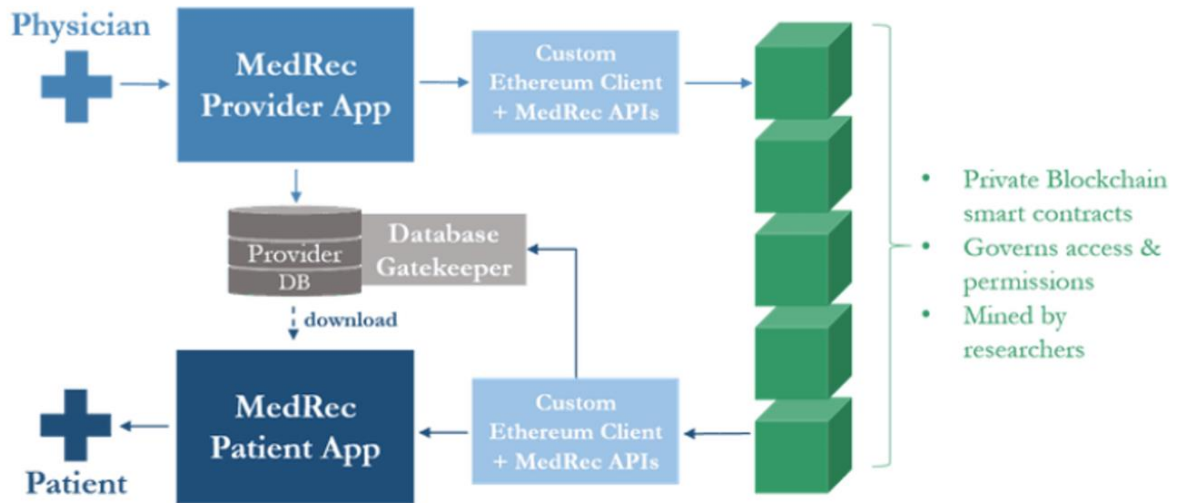 Physician
MedRec
Provider App
Custom
Ethereum Client
+ MedRec APIs
Provider
DB
Database
Gatekeeper
download
• Private Blockchain
smart contracts
• Governs access &
permissions
• Mined by
researchers
MedRec
Patient App
Custom
Ethereum Client
+ MedRec APIs
Patient